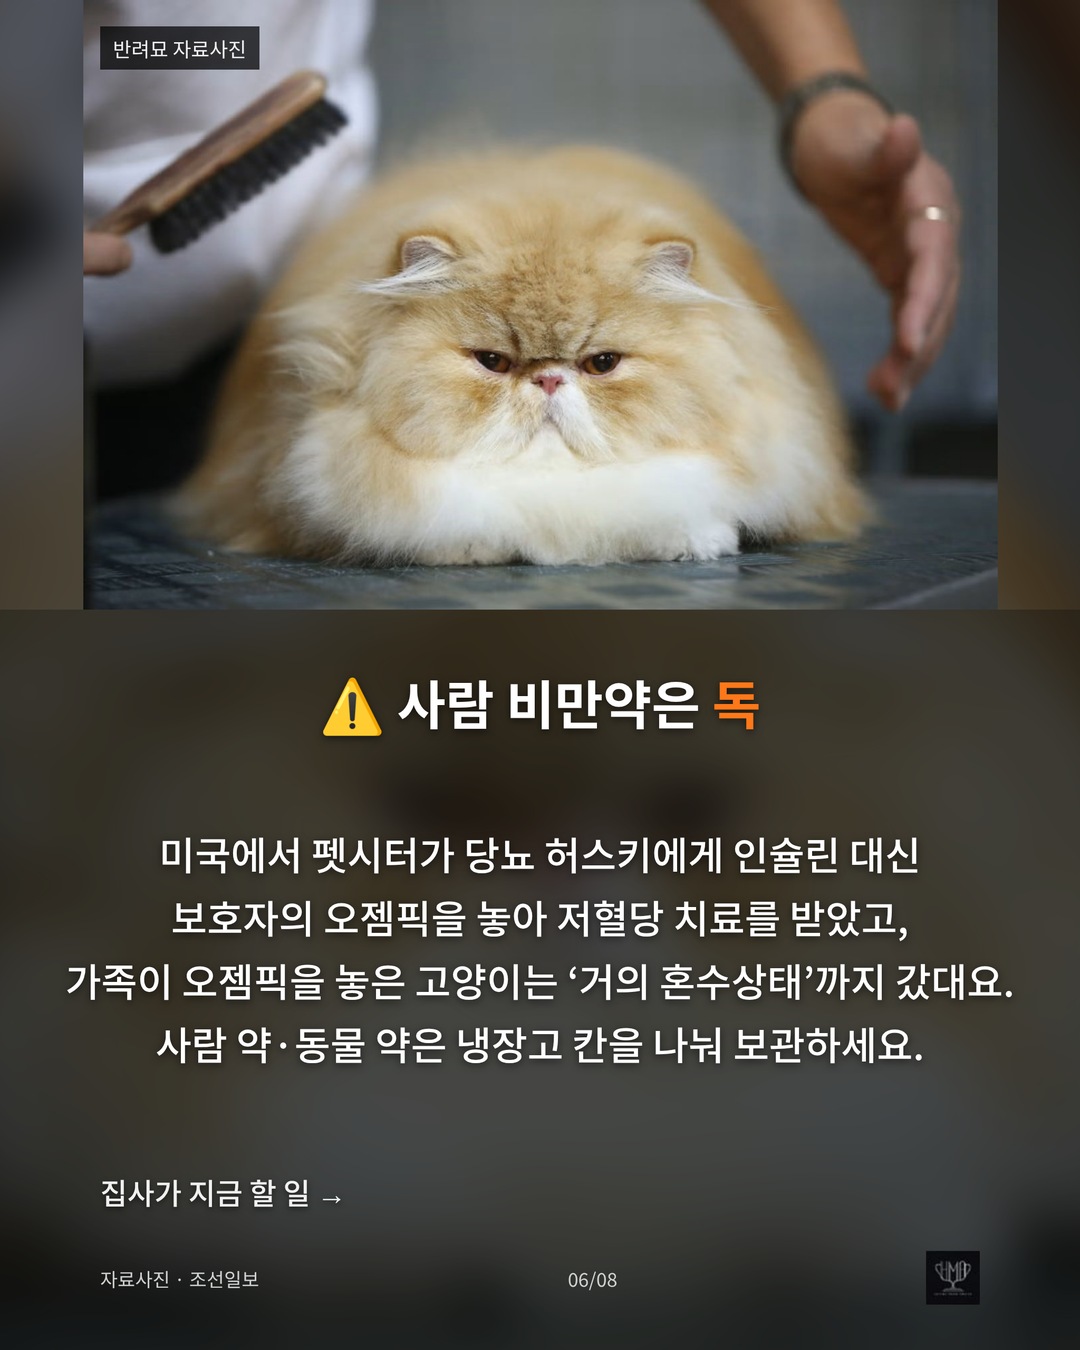 반려묘 자료사진
⚠️ 사람 비만약은 독
미국에서 펫시터가 당뇨 허스키에게 인슐린 대신
보호자의 오젬픽을 놓아 저혈당 치료를 받았고,
가족이 오젬픽을 놓은 고양이는 ‘거의 혼수상태’까지 갔대요.
사람 약·동물 약은 냉장고 칸을 나눠 보관하세요.
집사가 지금 할 일 →
자료사진 · 조선일보
06/08